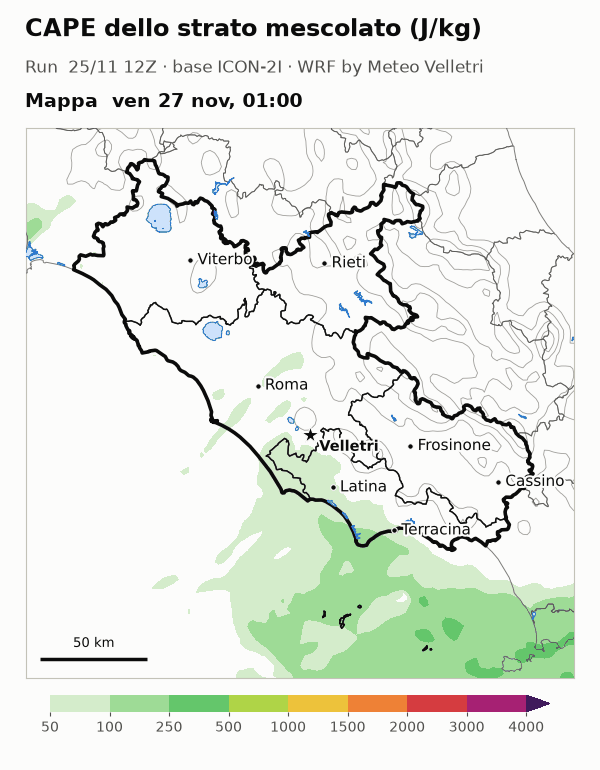 CAPE dello strato mescolato (J/kg)
Run  25/11 12Z · base ICON-2I · WRF by Meteo Velletri
Mappa  ven 27 nov, 01:00
Viterbo
Rieti
Roma
Velletri
Frosinone
Cassino
Latina
Terracina
50 km
50 100 250 500 1000 1500 2000 3000 4000